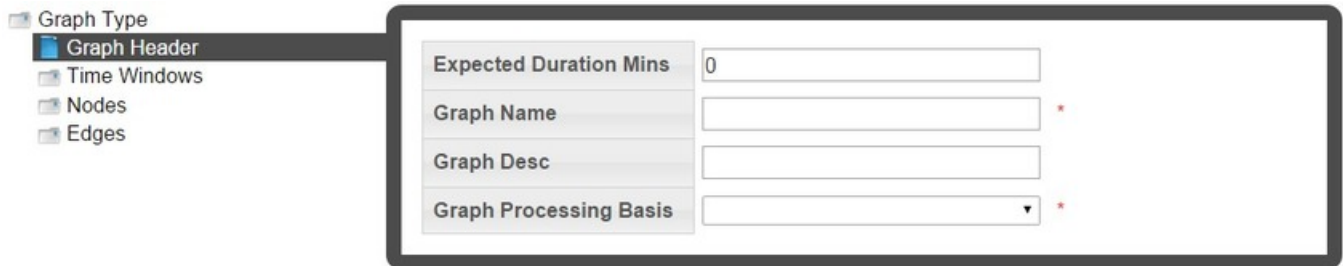 Graph Type
Graph Header
Time Windows
Nodes
Edges
Expected Duration Mins 0
Graph Name *
Graph Desc
Graph Processing Basis *